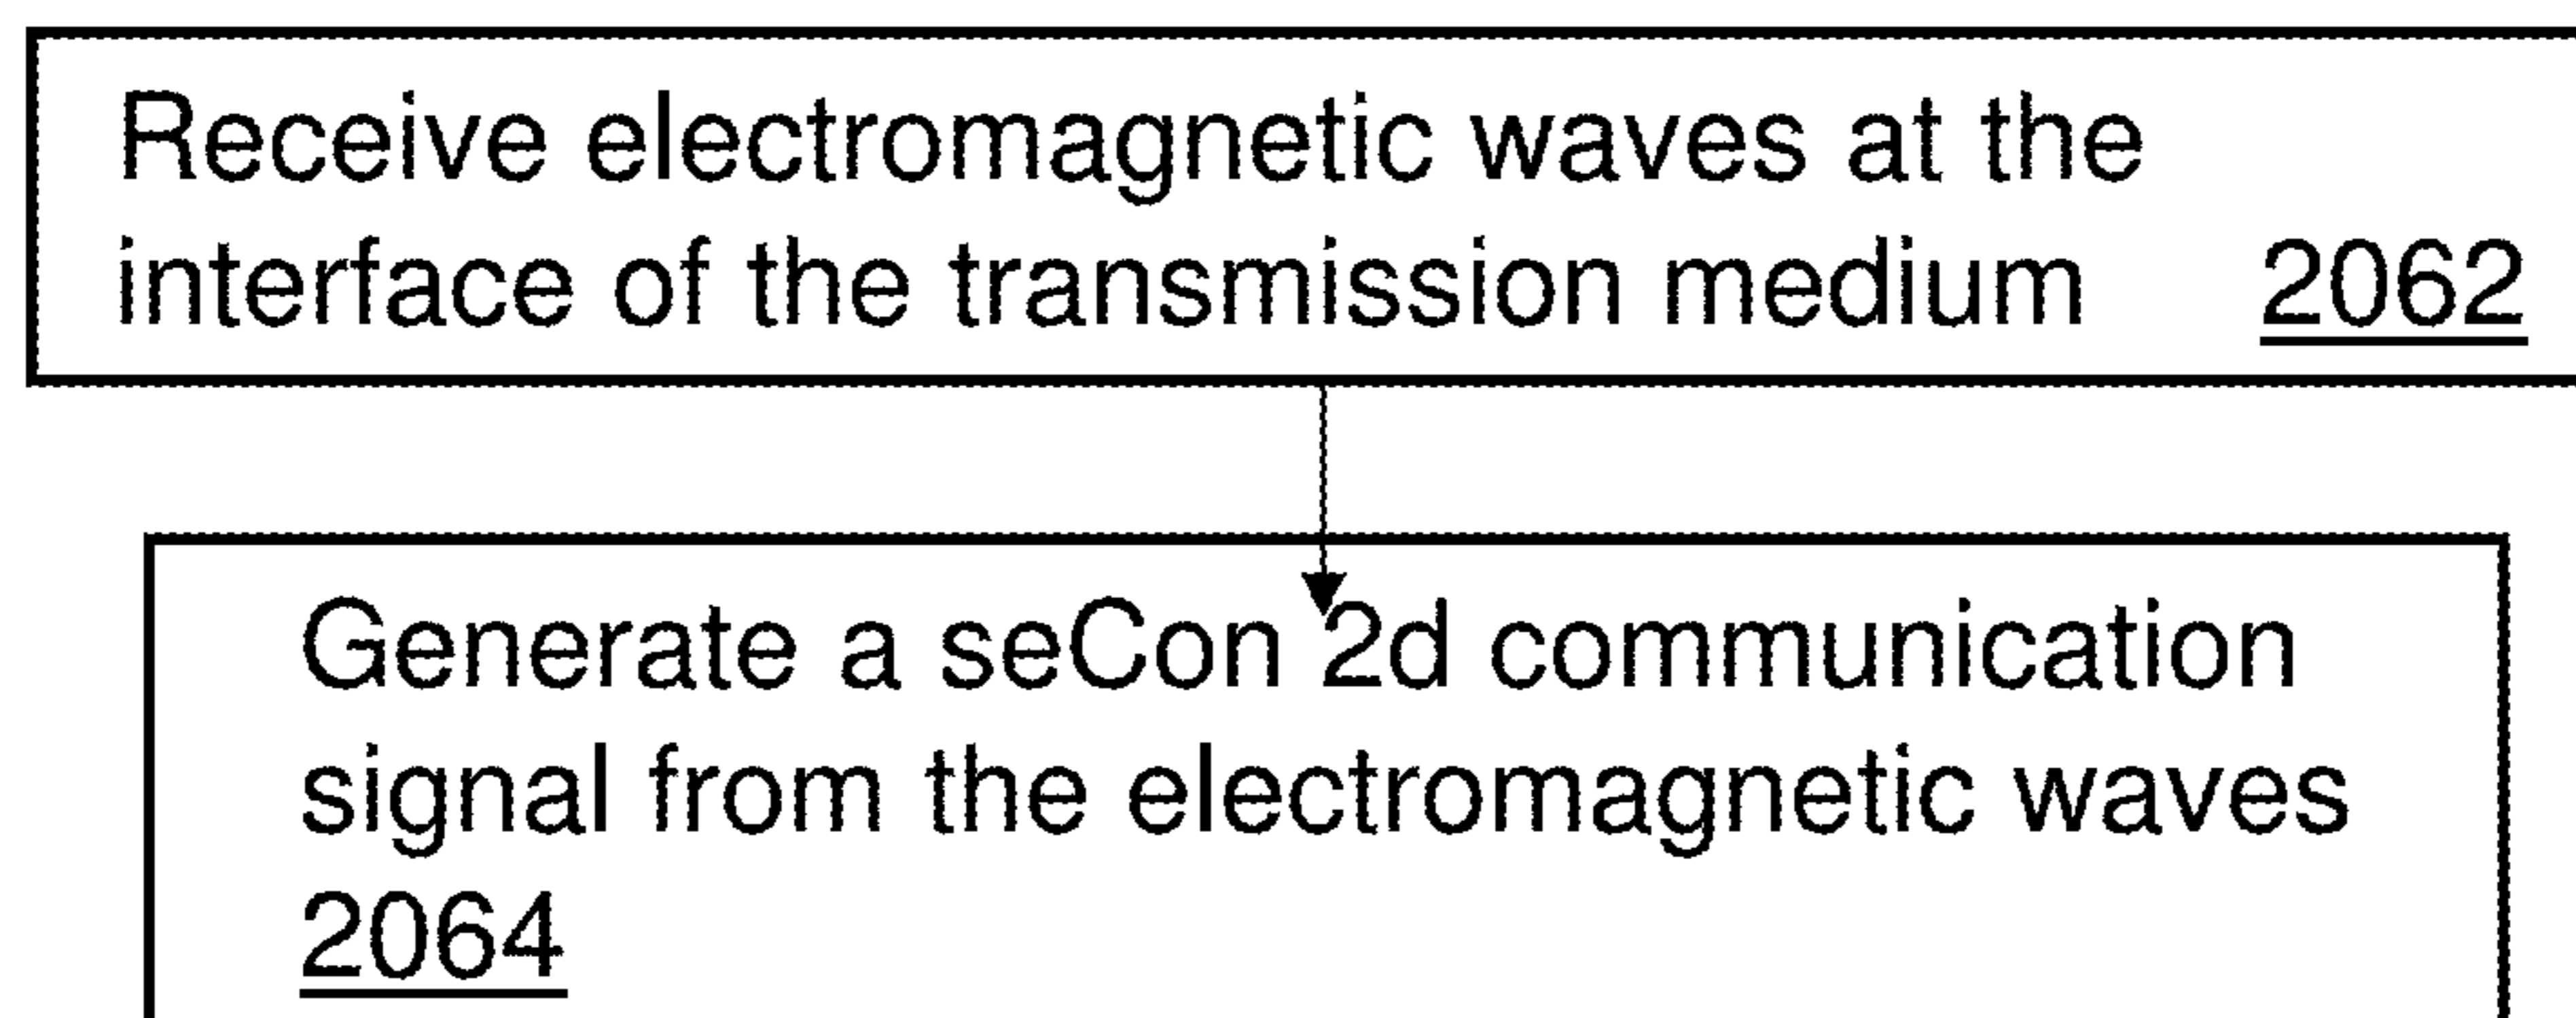 Receive electromagnetic waves at the
interface of the transmission medium 2062
Generate a seCon 2d communication
signal from the electromagnetic waves
2064